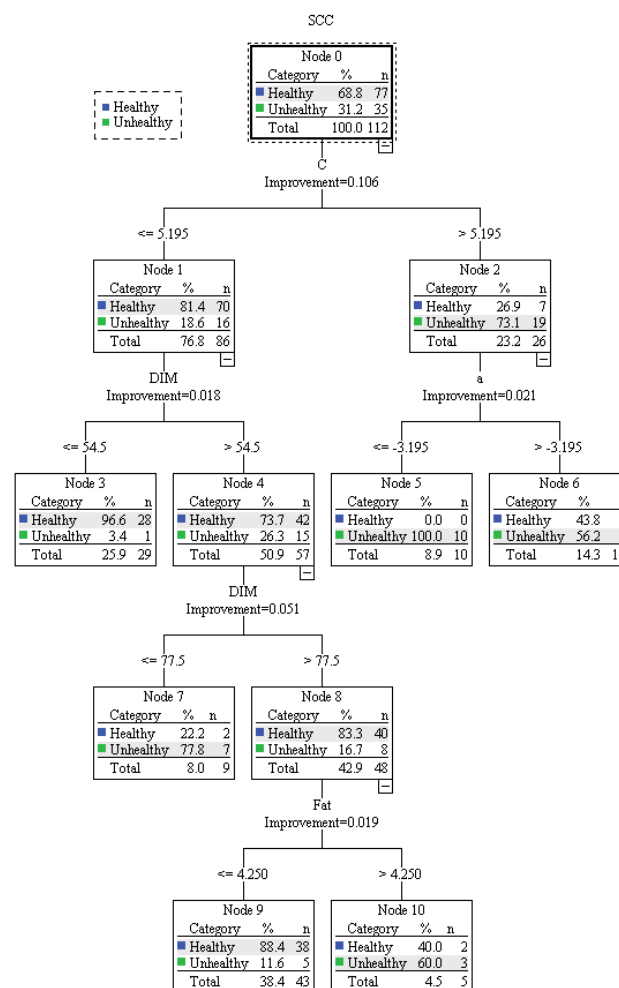 SCC
Node 0
Category % n
Healthy 68.8 77
Unhealthy 31.2 35
Total 100.0 112
Healthy
Unhealthy
C
Improvement=0.106
<= 5.195
> 5.195
Node 1
Category % n
Healthy 81.4 70
Unhealthy 18.6 16
Total 76.8 86
Node 2
Category % n
Healthy 26.9 7
Unhealthy 73.1 19
Total 23.2 26
DIM
Improvement=0.018
a
Improvement=0.021
<= 54.5
> 54.5
<= -3.195
> -3.195
Node 3
Category % n
Healthy 96.6 28
Unhealthy 3.4 1
Total 25.9 29
Node 4
Category % n
Healthy 73.7 42
Unhealthy 26.3 15
Total 50.9 57
Node 5
Category % n
Healthy 0.0 0
Unhealthy 100.0 10
Total 8.9 10
Node 6
Category %
Healthy 43.8
Unhealthy 56.2
Total 14.3 1
DIM
Improvement=0.051
<= 77.5
> 77.5
Node 7
Category % n
Healthy 22.2 2
Unhealthy 77.8 7
Total 8.0 9
Node 8
Category % n
Healthy 83.3 40
Unhealthy 16.7 8
Total 42.9 48
Fat
Improvement=0.019
<= 4.250
> 4.250
Node 9
Category % n
Healthy 88.4 38
Unhealthy 11.6 5
Total 38.4 43
Node 10
Category % n
Healthy 40.0 2
Unhealthy 60.0 3
Total 4.5 5